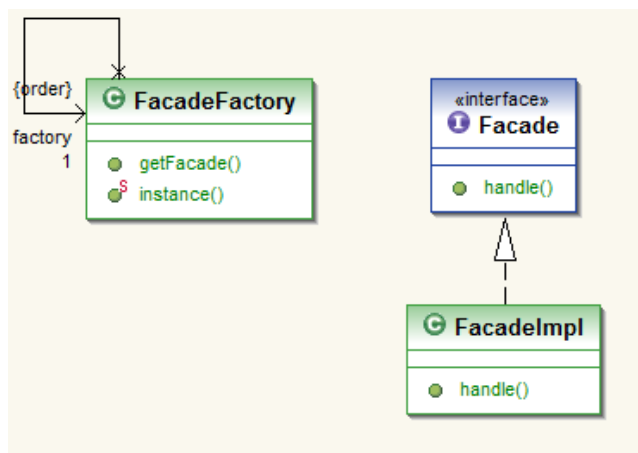 {order}
factory
1
C FacadeFactory
getFacade()
S instance()
«interface»
I Facade
handle()
C FacadeImpl
handle()